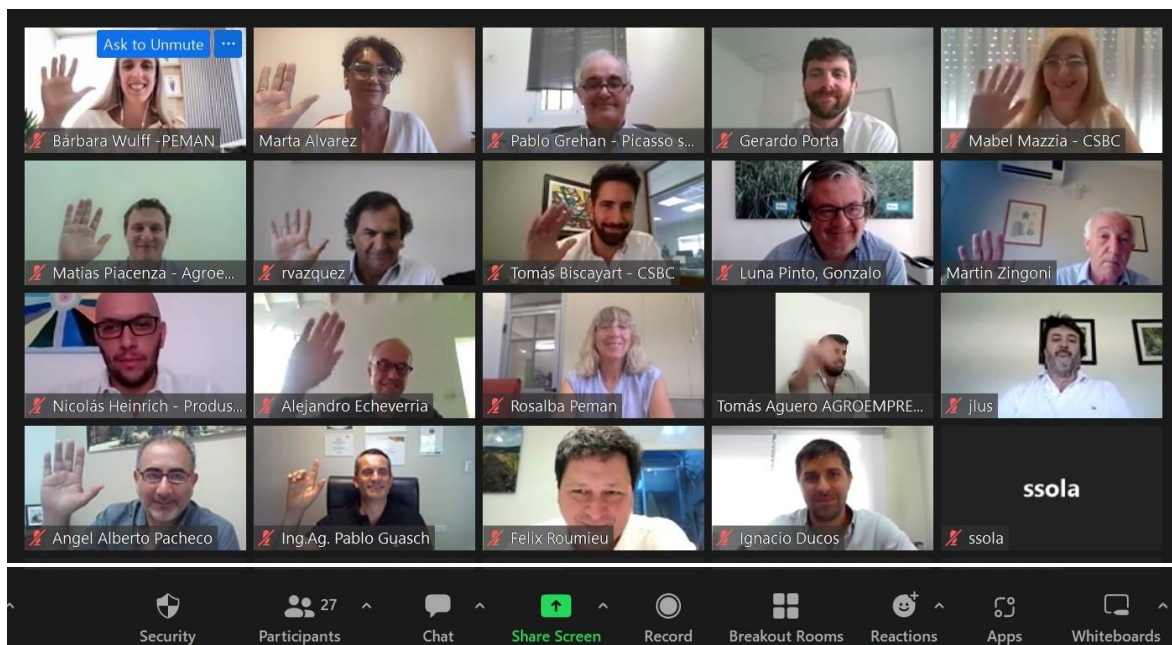 Ask to Unmute ...
Bárbara Wulff -PEMAN
Marta Alvarez
Pablo Grehan - Picasso s...
Gerardo Porta
Mabel Mazzia - CSBC
Matias Piacenza - Agroe...
rvazquez
Tomás Biscayart - CSBC
Luna Pinto, Gonzalo
Martin Zingoni
Nicolás Heinrich - Produs...
Alejandro Echeverria
Rosalba Peman
Tomás Aguero AGROEMPRE...
jlus
Angel Alberto Pacheco
Ing.Ag. Pablo Guasch
Felix Roumieu
Ignacio Ducos
ssola
ssola
27
Security
Participants
Chat
Share Screen
Record
Breakout Rooms
Reactions
Apps
Whiteboards